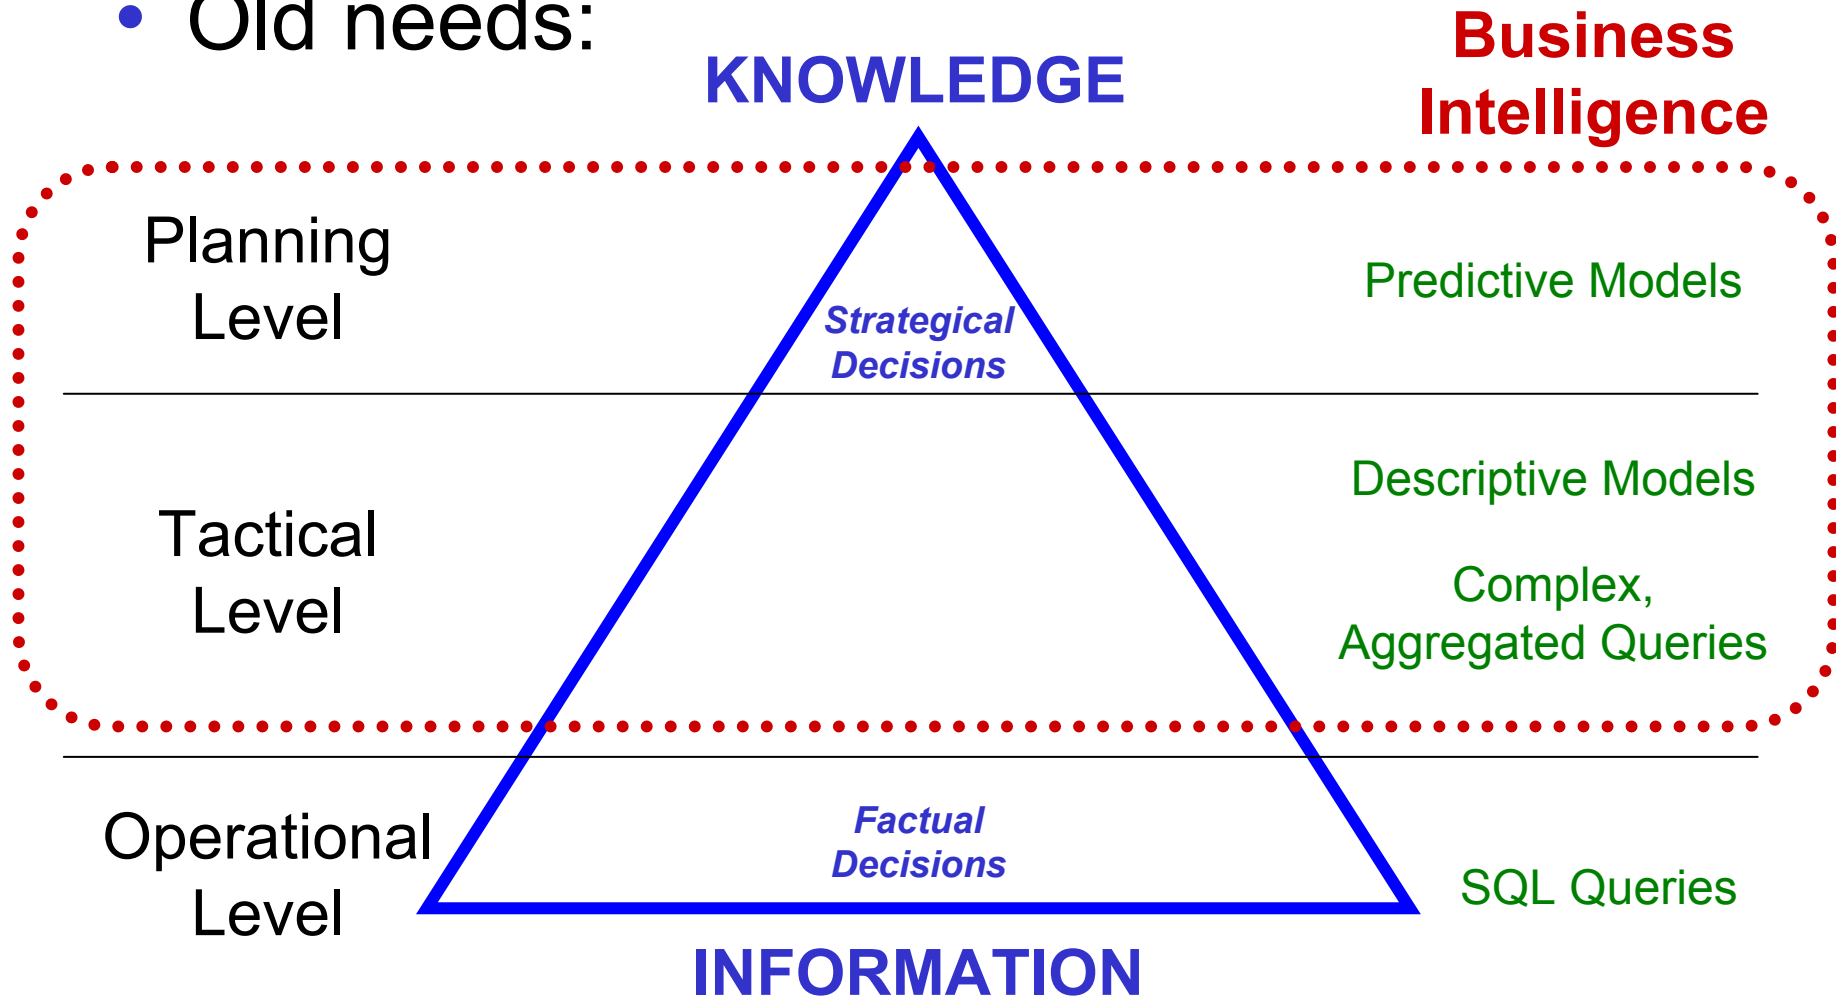 • Old needs:
Business
Intelligence
KNOWLEDGE
Planning
Level
Strategical
Decisions
Predictive Models
Tactical
Level
Descriptive Models
Complex,
Aggregated Queries
Operational
Level
Factual
Decisions
SQL Queries
INFORMATION